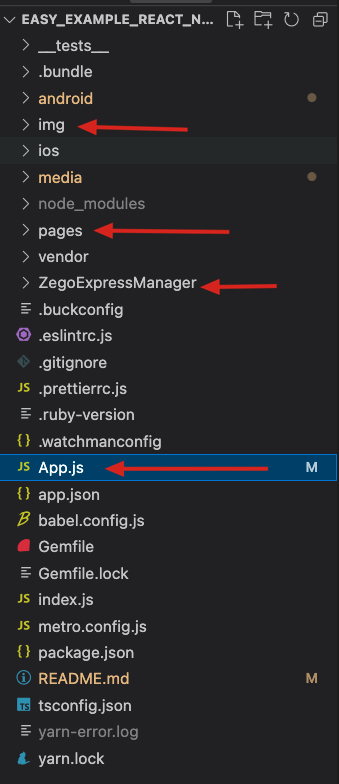 EASY_EXAMPLE_REACT_N...
__tests__
.bundle
android
img
ios
media
node_modules
pages
vendor
ZegoExpressManager
.buckconfig
.eslintrc.js
.gitignore
.prettierrc.js
.ruby-version
{} .watchmanconfig
JS App.js M
{} app.json
babel.config.js
Gemfile
Gemfile.lock
JS index.js
JS metro.config.js
{} package.json
README.md M
TS tsconfig.json
yarn-error.log
yarn.lock